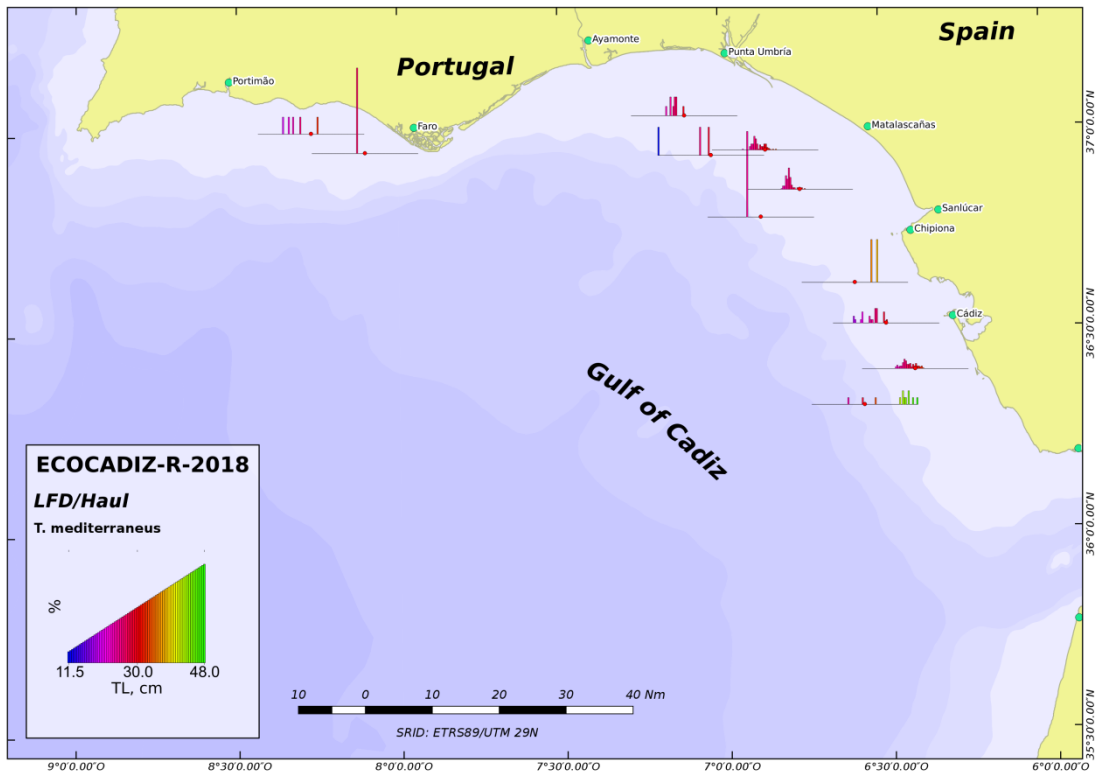 Spain
Portugal
Ayamonte
Punta Umbría
Portimão
Faro
Matalascañas
Sanlúcar
Chipiona
Cádiz
Gulf of Cadiz
37°0'0.00"N
36°30'0.00"N
36°0'0.00"N
35°30'0.00"N
ECOCADIZ-R-2018
LFD/Haul
T. mediterraneus
%
11.5 30.0 48.0
TL, cm
10 0 10 20 30 40 Nm
SRID: ETRS89/UTM 29N
9°0'0.00"O 8°30'0.00"O 8°0'0.00"O 7°30'0.00"O 7°0'0.00"O 6°30'0.00"O 6°0'0.00"O